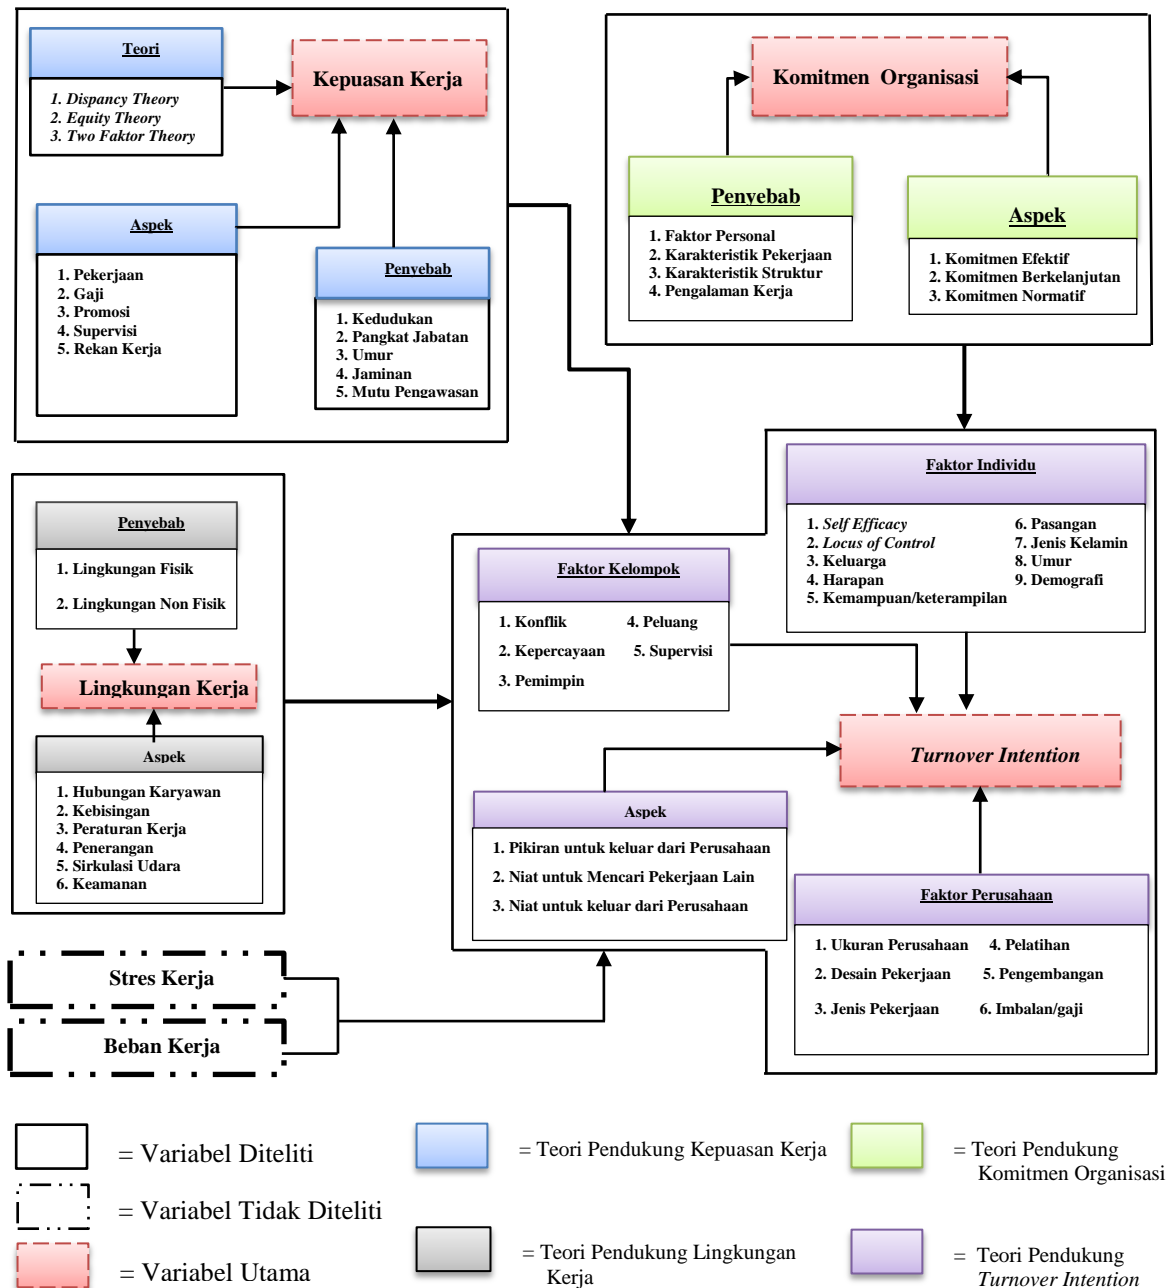 Teori
1. Dispancy Theory
2. Equity Theory
3. Two Faktor Theory
Kepuasan Kerja
Aspek
1. Pekerjaan
2. Gaji
3. Promosi
4. Supervisi
5. Rekan Kerja
Penyebab
1. Kedudukan
2. Pangkat Jabatan
3. Umur
4. Jaminan
5. Mutu Pengawasan
Komitmen Organisasi
Penyebab
1. Faktor Personal
2. Karakteristik Pekerjaan
3. Karakteristik Struktur
4. Pengalaman Kerja
Aspek
1. Komitmen Efektif
2. Komitmen Berkelanjutan
3. Komitmen Normatif
Penyebab
1. Lingkungan Fisik
2. Lingkungan Non Fisik
Lingkungan Kerja
Aspek
1. Hubungan Karyawan
2. Kebisingan
3. Peraturan Kerja
4. Penerangan
5. Sirkulasi Udara
6. Keamanan
Faktor Individu
1. Self Efficacy
2. Locus of Control
3. Keluarga
4. Harapan
5. Kemampuan/keterampilan
6. Pasangan
7. Jenis Kelamin
8. Umur
9. Demografi
Faktor Kelompok
1. Konflik
2. Kepercayaan
3. Pemimpin
4. Peluang
5. Supervisi
Turnover Intention
Aspek
1. Pikiran untuk keluar dari Perusahaan
2. Niat untuk Mencari Pekerjaan Lain
3. Niat untuk keluar dari Perusahaan
Faktor Perusahaan
1. Ukuran Perusahaan
2. Desain Pekerjaan
3. Jenis Pekerjaan
4. Pelatihan
5. Pengembangan
6. Imbalan/gaji
Stres Kerja
Beban Kerja
= Variabel Diteliti
= Variabel Tidak Diteliti
= Variabel Utama
= Teori Pendukung Kepuasan Kerja
= Teori Pendukung Lingkungan
Kerja
= Teori Pendukung
Komitmen Organisasi
= Teori Pendukung
Turnover Intention